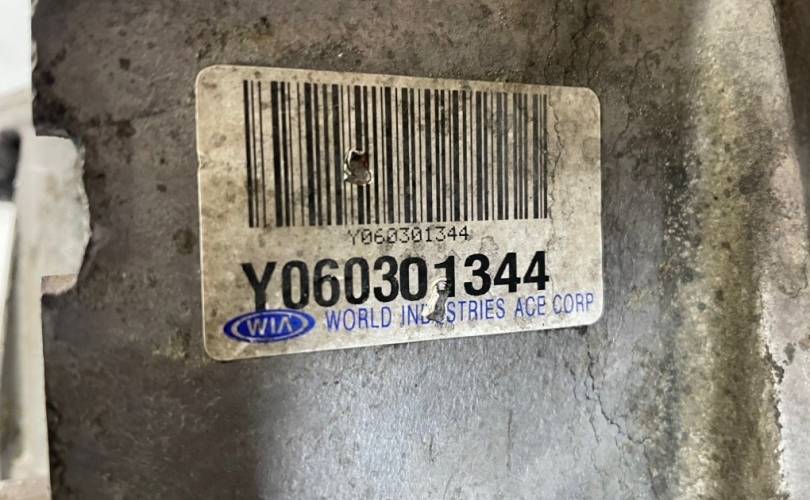 Y060301344
Y060301344
WIA WORLD INDUSTRIES ACE CORP